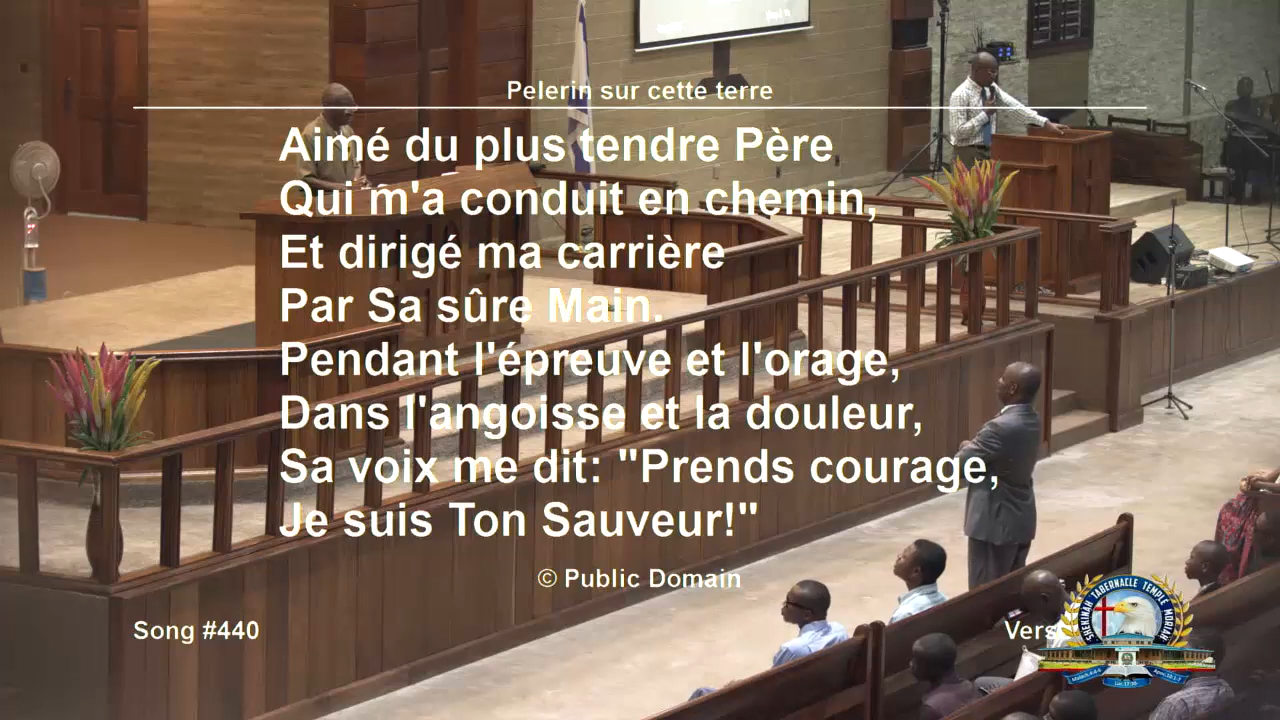 Pelerin sur cette terre
Aimé du plus tendre Père
Qui m'a conduit en chemin,
Et dirigé ma carrière
Par Sa sûre Main.
Pendant l'épreuve et l'orage,
Dans l'angoisse et la douleur,
Sa voix me dit: "Prends courage,
Je suis Ton Sauveur!"
© Public Domain
Song #440
Vers
SHEKINAH TABERNACLE TEMPLE MORIAH